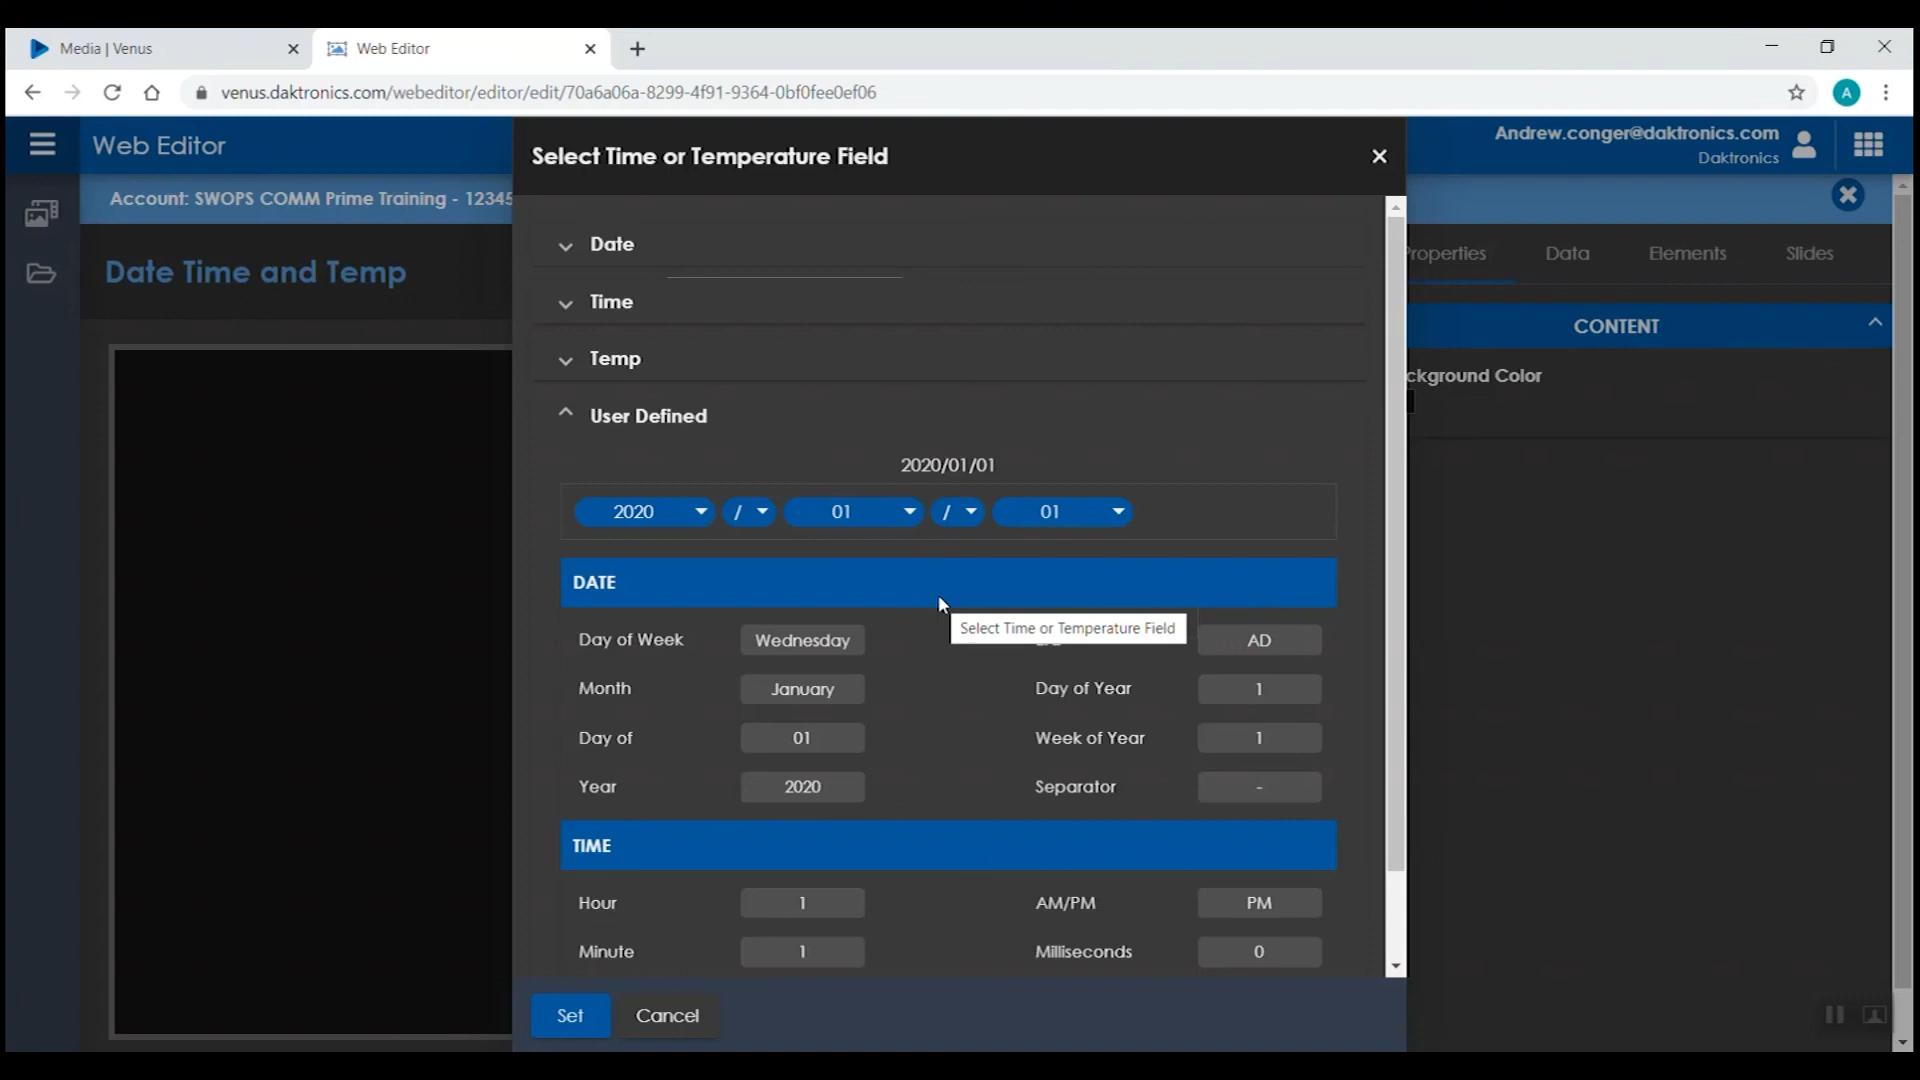 Media | Venus
Web Editor
venus.daktronics.com/webeditor/editor/edit/70a6a06a-8299-4f91-9364-0bf0fee0ef06
A
Web Editor
Select Time or Temperature Field
Andrew.conger@daktronics.com
Daktronics
Account: SWOPS COMM Prime Training - 12345
Date Time and Temp
Properties Data Elements Slides
CONTENT
ckground Color
Date
Time
Temp
User Defined
2020/01/01
2020 / 01 / 01
DATE
Select Time or Temperature Field
Day of Week Wednesday AD
Month January Day of Year 1
Day of 01 Week of Year 1
Year 2020 Separator -
TIME
Hour 1 AM/PM PM
Minute 1 Milliseconds 0
Set Cancel